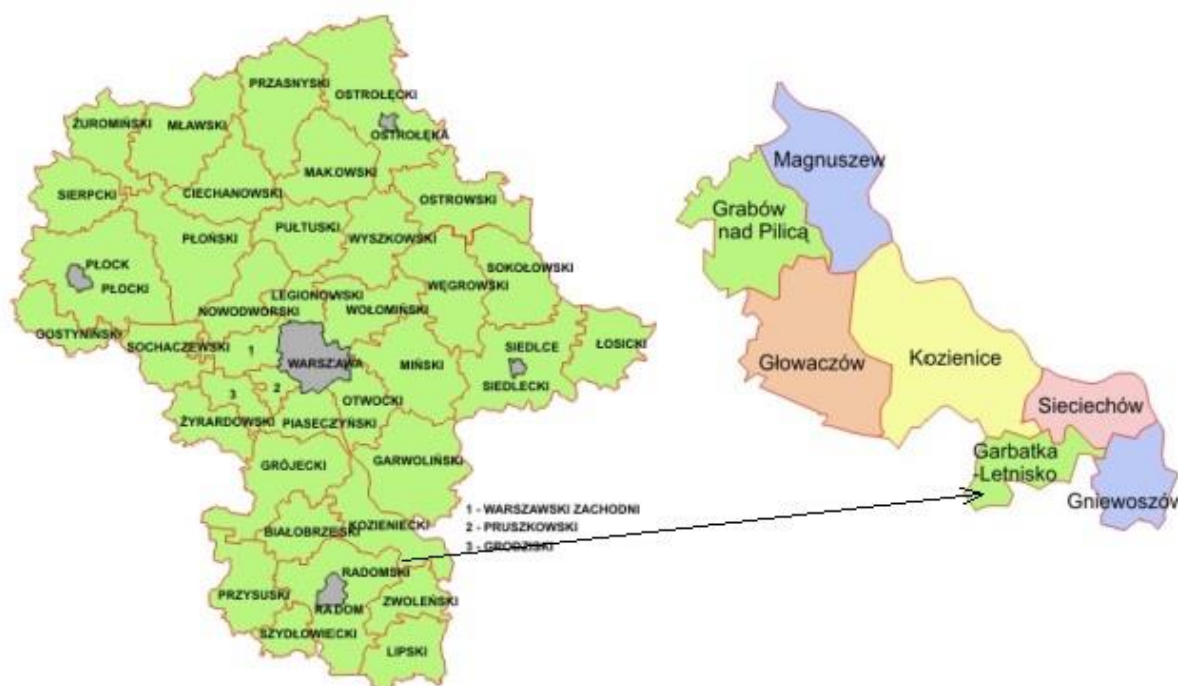 PRZASNYSKI
OSTROŁĘCKI
ŻUROMIŃSKI
MŁAWSKI
OSTROŁĘKA
MAKOWSKI
SIERPCKI
CIECHANOWSKI
OSTROWSKI
PŁOŃSKI
PUŁTUSKI
WYSZKOWSKI
SOKOŁOWSKI
PŁOCK
PŁOCKI
WĘGROWSKI
LEGIONOWSKI
NOWODWORSKI
WOŁOMIŃSKI
GOSTYNIŃSKI
SOCHACZEWSKI
1
WARSZAWA
MIŃSKI
SIEDLCE
ŁOSICKI
SIEDLECKI
2
3
OTWOCKI
ŻYRARDOWSKI
PIASECZYŃSKI
GRÓJECKI
GARWOLIŃSKI
1 - WARSZAWSKI ZACHODNI
2 - PRUSZKOWSKI
3 - GRODZISKI
KOZIENICKI
BIAŁOBRZESKI
RADOMSKI
PRZYSUSKI
RADOM
ZWOLEŃSKI
SZYDŁOWIECKI
LIPSKI
Magnuszew
Grabów
nad Pilicą
Głowaczów
Kozienice
Sieciechów
Garbatka
-Letnisko
Gniewoszów